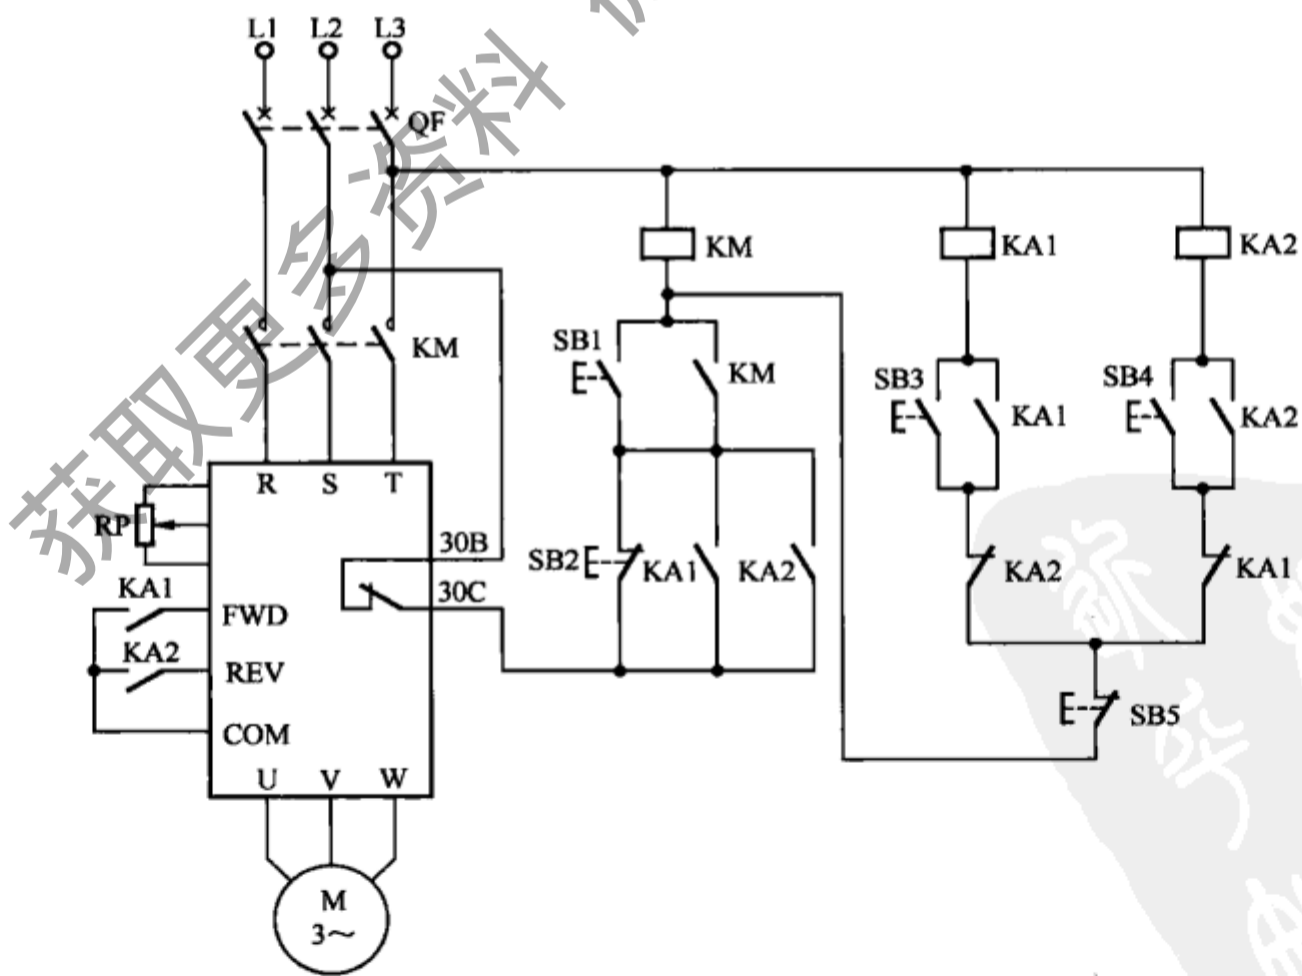 L1 L2 L3
QF
KM KA1 KA2
KM
SB1 KM
SB3 KA1 SB4 KA2
R S T
RP
30B
SB2 KA1 KA2 KA2 KA1
30C
KA1
FWD
KA2
REV
COM
SB5
U V W
M
3~
获取更多资料